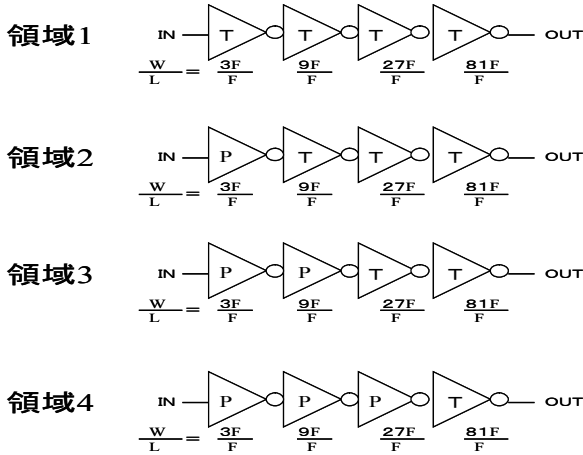 領域1 IN T T T T OUT
W/L = 3F/F 9F/F 27F/F 81F/F
領域2 IN P T T T OUT
W/L = 3F/F 9F/F 27F/F 81F/F
領域3 IN P P T T OUT
W/L = 3F/F 9F/F 27F/F 81F/F
領域4 IN P P P T OUT
W/L = 3F/F 9F/F 27F/F 81F/F